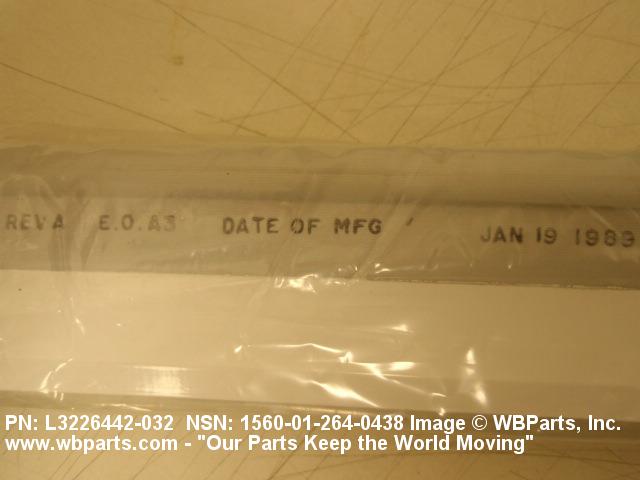 REV A E.O. A3 DATE OF MFG JAN 19 1989
PN: L3226442-032 NSN: 1560-01-264-0438 Image © WBParts, Inc.
www.wbparts.com - "Our Parts Keep the World Moving"